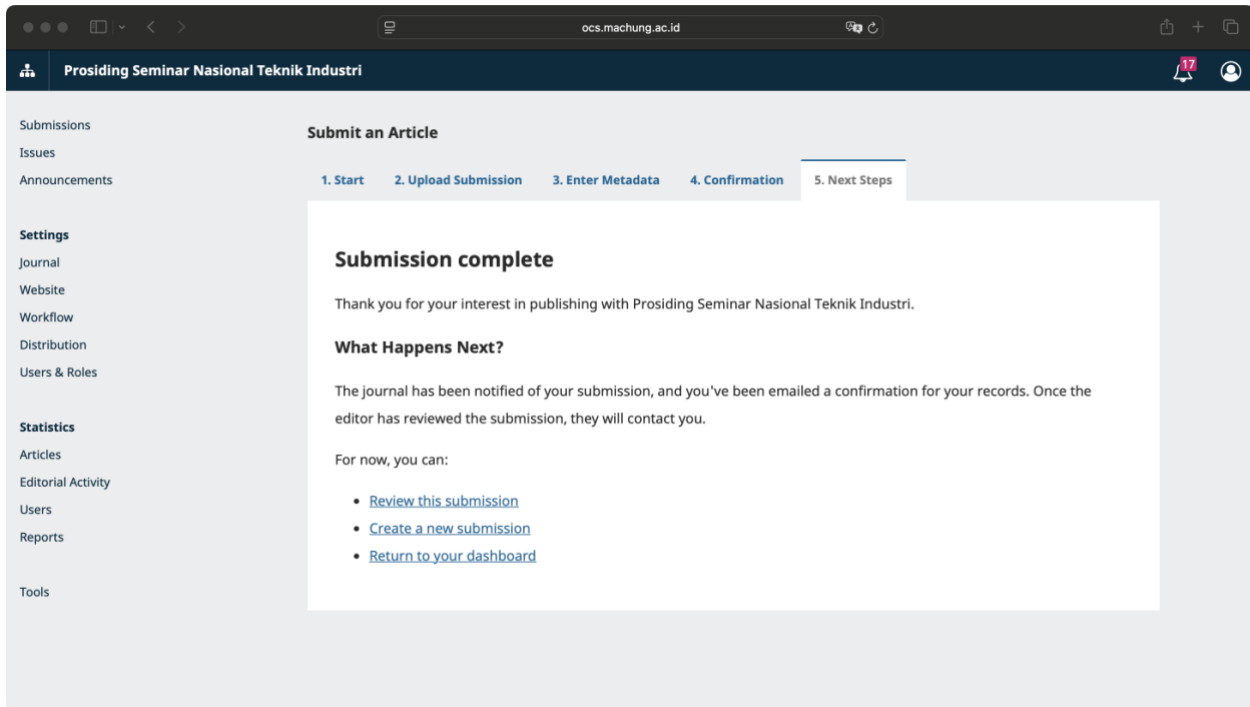 ocs.machung.ac.id
Prosiding Seminar Nasional Teknik Industri
17
Submissions
Issues
Announcements
Settings
Journal
Website
Workflow
Distribution
Users & Roles
Statistics
Articles
Editorial Activity
Users
Reports
Tools
Submit an Article
1. Start
2. Upload Submission
3. Enter Metadata
4. Confirmation
5. Next Steps
Submission complete
Thank you for your interest in publishing with Prosiding Seminar Nasional Teknik Industri.
What Happens Next?
The journal has been notified of your submission, and you've been emailed a confirmation for your records. Once the
editor has reviewed the submission, they will contact you.
For now, you can:
Review this submission
Create a new submission
Return to your dashboard